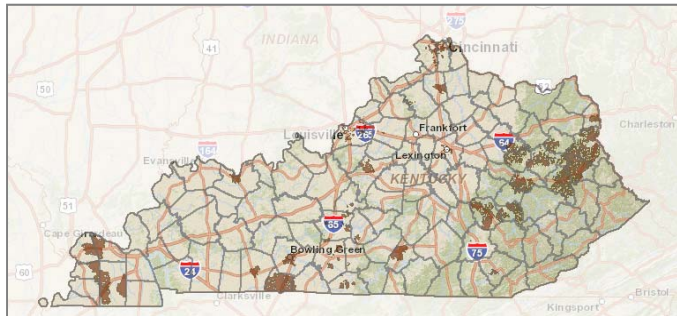 275
Cincinnati
41
INDIANA
50
Frankfort
Louisville
265
64
Charleston
Lexington
Evansville
KENTUCKY
51
65
Cape Girardeau
Bowling Green
75
60
24
Clarksville
Kingsport
Bristol